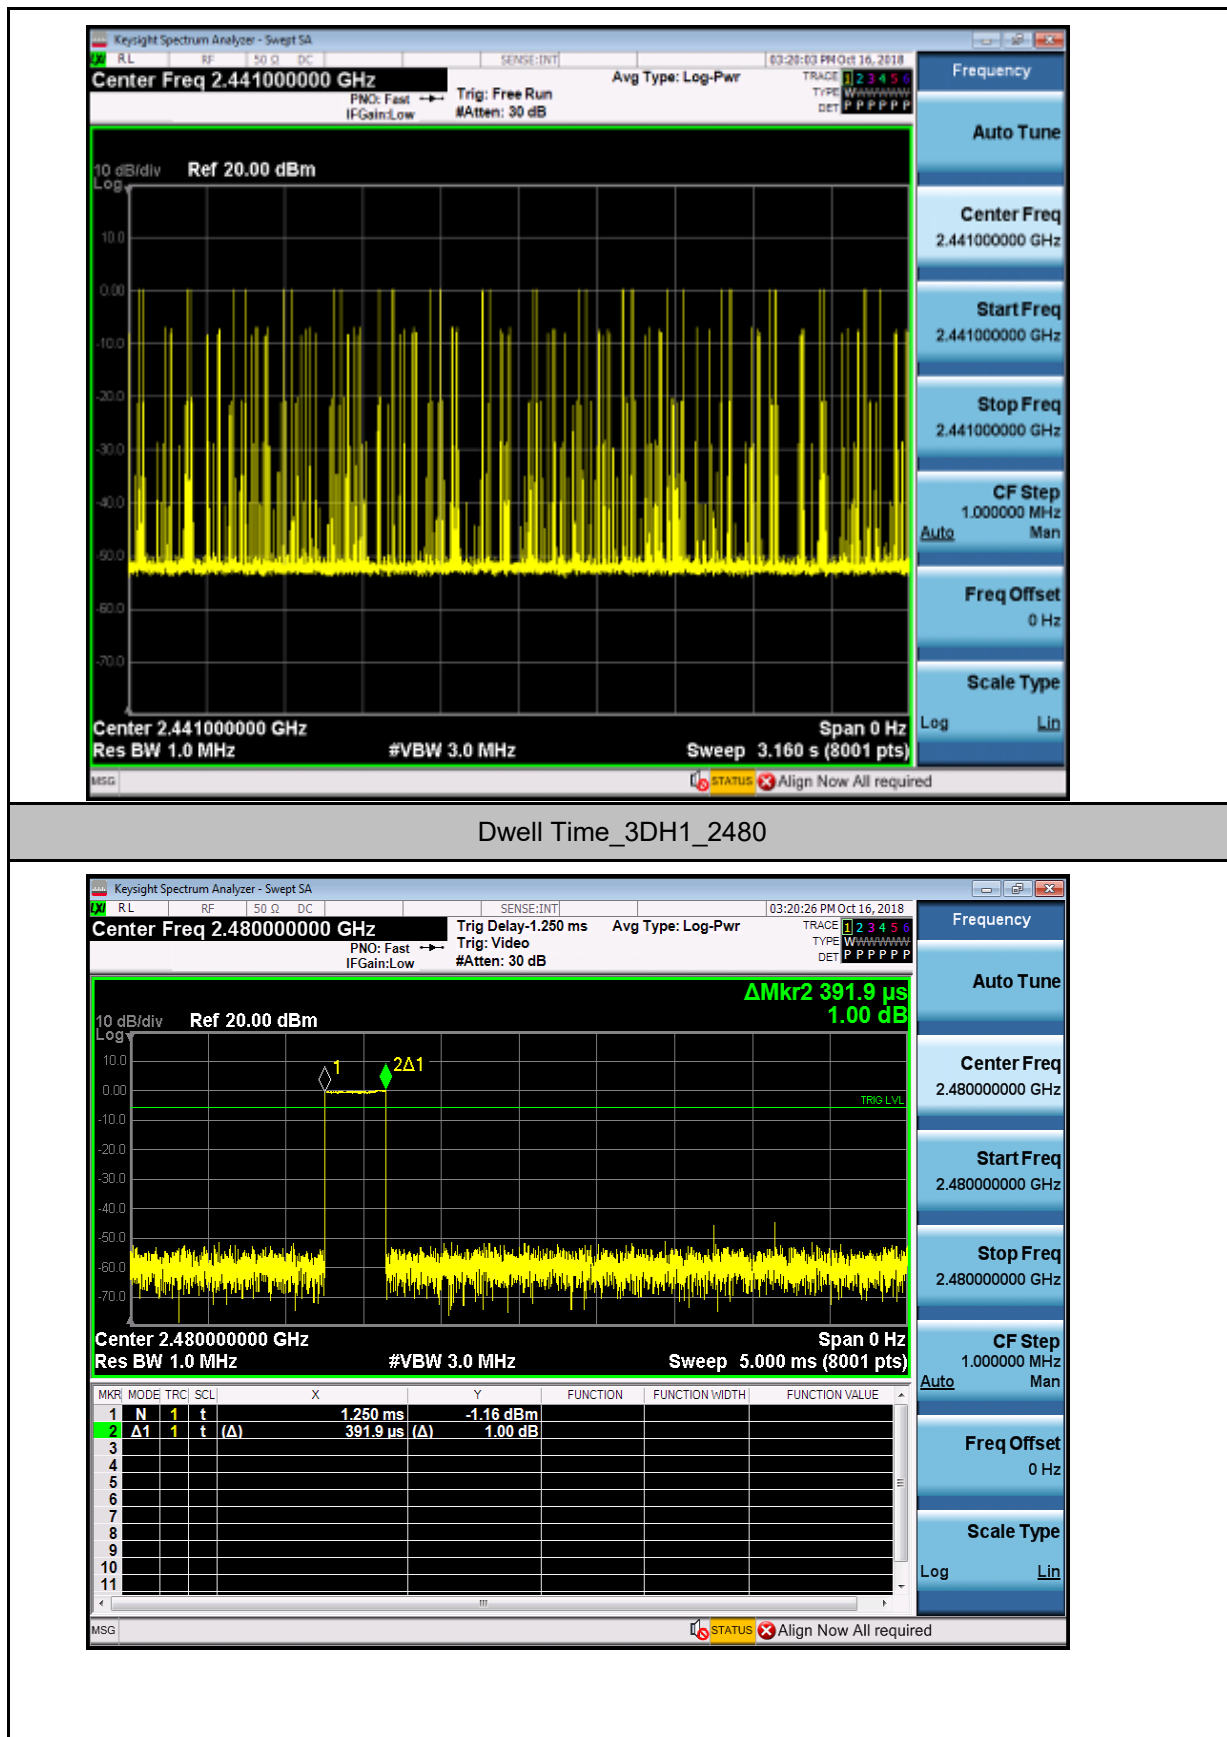 Keysight Spectrum Analyzer - Swept SA
LXI RL RF 50 Ω DC SENSE:INT 03:20:03 PM Oct 16, 2018
Center Freq 2.441000000 GHz
PNO: Fast
IFGain:Low
Trig: Free Run
#Atten: 30 dB
Avg Type: Log-Pwr
TRACE 1 2 3 4 5 6
TYPE W W W W W W
DET P P P P P P
10 dB/div Ref 20.00 dBm
Log
10.0
0.00
-10.0
-20.0
-30.0
-40.0
-50.0
-60.0
-70.0
Center 2.441000000 GHz Span 0 Hz
Res BW 1.0 MHz #VBW 3.0 MHz Sweep 3.160 s (8001 pts)
MSG STATUS Align Now All required
Frequency
Auto Tune
Center Freq
2.441000000 GHz
Start Freq
2.441000000 GHz
Stop Freq
2.441000000 GHz
CF Step
1.000000 MHz
Auto Man
Freq Offset
0 Hz
Scale Type
Log Lin
Dwell Time_3DH1_2480
Keysight Spectrum Analyzer - Swept SA
LXI RL RF 50 Ω DC SENSE:INT 03:20:26 PM Oct 16, 2018
Center Freq 2.480000000 GHz
PNO: Fast
IFGain:Low
Trig Delay-1.250 ms
Trig: Video
#Atten: 30 dB
Avg Type: Log-Pwr
TRACE 1 2 3 4 5 6
TYPE W W W W W W
DET P P P P P P
ΔMkr2 391.9 µs
1.00 dB
10 dB/div Ref 20.00 dBm
Log
10.0
0.00
-10.0
-20.0
-30.0
-40.0
-50.0
-60.0
-70.0
1
2Δ1
TRIG LVL
Center 2.480000000 GHz Span 0 Hz
Res BW 1.0 MHz #VBW 3.0 MHz Sweep 5.000 ms (8001 pts)
MKR MODE TRC SCL X Y FUNCTION FUNCTION WIDTH FUNCTION VALUE
1 N 1 t 1.250 ms -1.16 dBm
2 Δ1 1 t (Δ) 391.9 µs (Δ) 1.00 dB
3
4
5
6
7
8
9
10
11
MSG STATUS Align Now All required
Frequency
Auto Tune
Center Freq
2.480000000 GHz
Start Freq
2.480000000 GHz
Stop Freq
2.480000000 GHz
CF Step
1.000000 MHz
Auto Man
Freq Offset
0 Hz
Scale Type
Log Lin